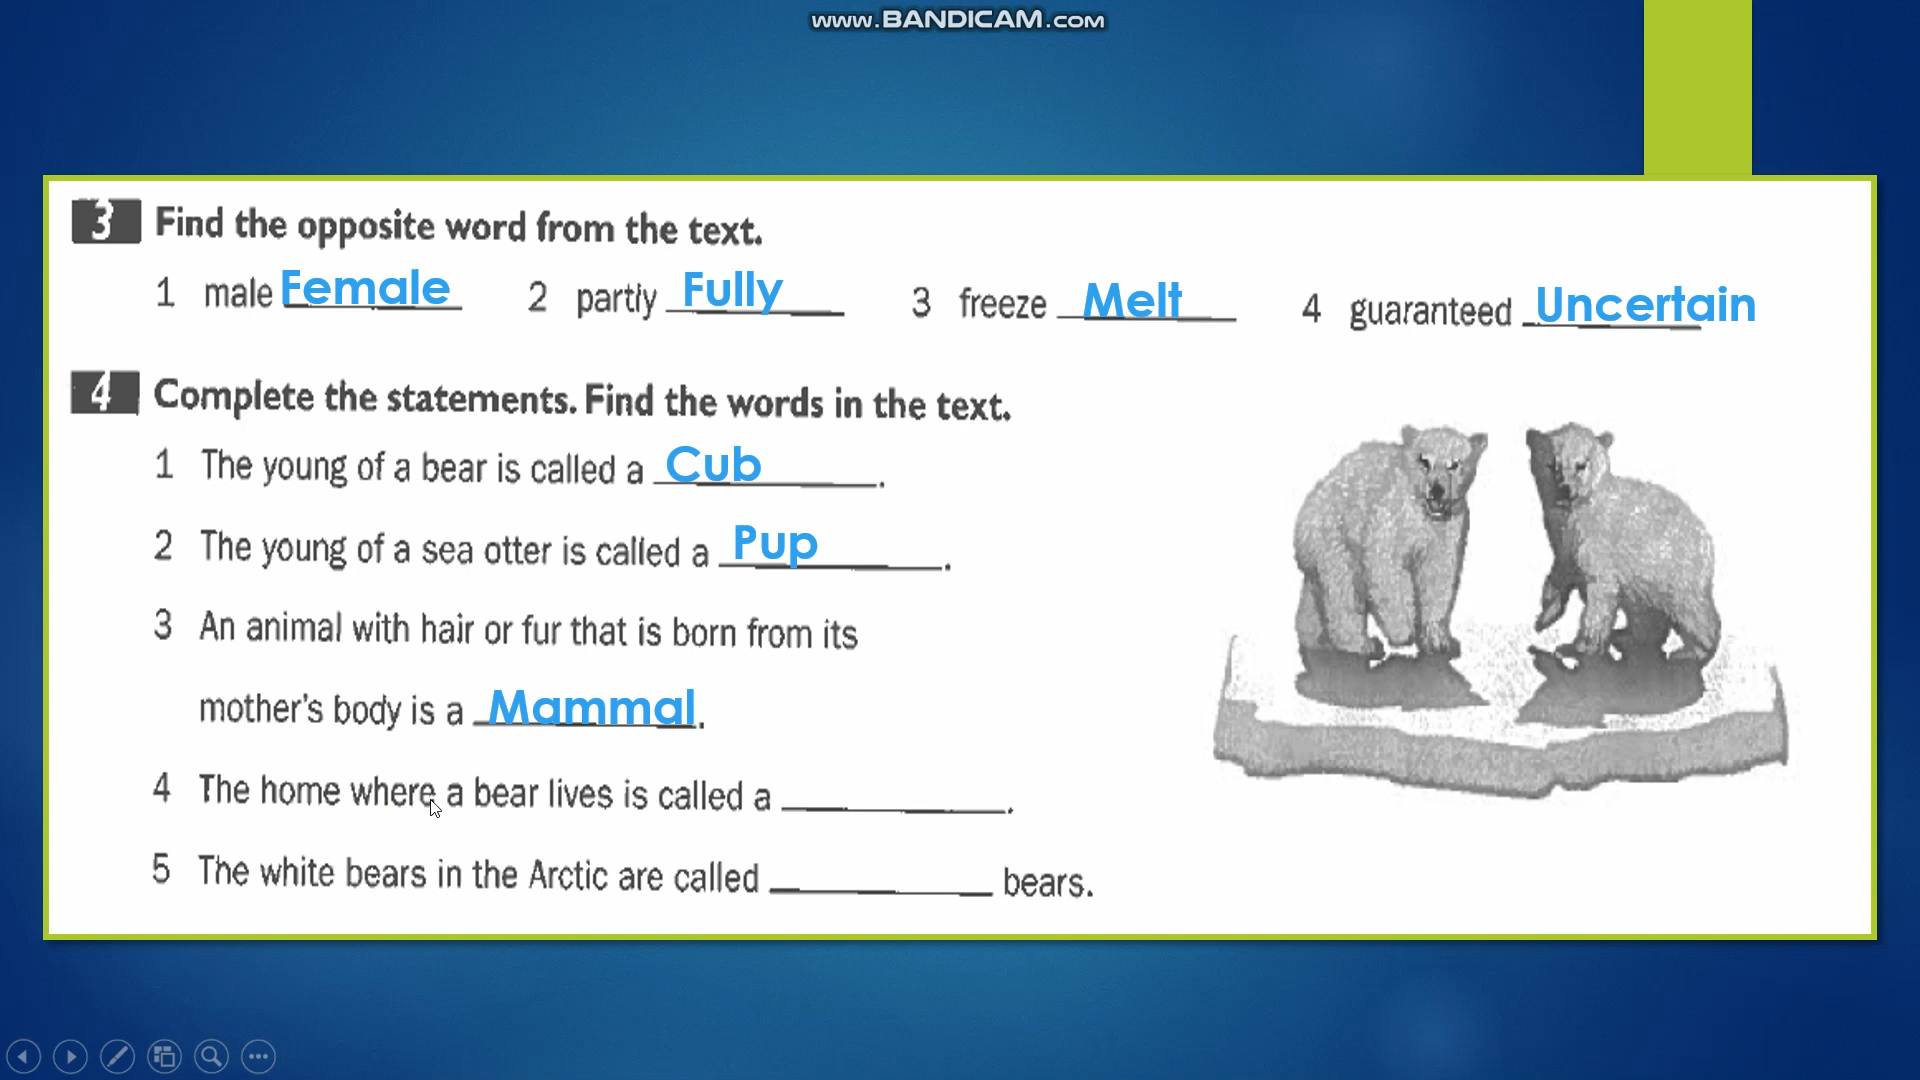 www.BANDICAM.com
3 Find the opposite word from the text.
1 male Female 2 partly Fully 3 freeze Melt 4 guaranteed Uncertain
4 Complete the statements. Find the words in the text.
1 The young of a bear is called a Cub.
2 The young of a sea otter is called a Pup.
3 An animal with hair or fur that is born from its
mother's body is a Mammal.
4 The home where a bear lives is called a ________.
5 The white bears in the Arctic are called ________ bears.